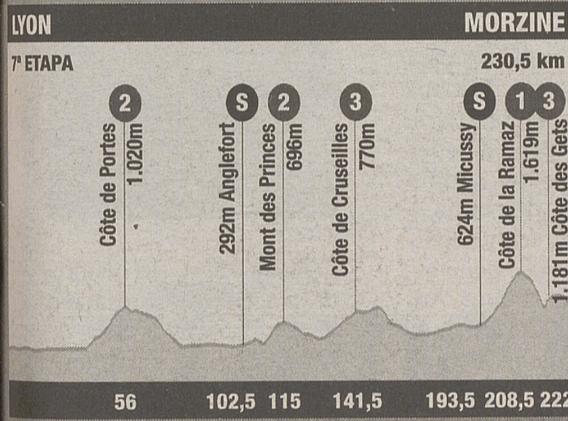 LYON MORZINE
7ª ETAPA 230,5 km
2 S 2 3 S 1 3
Côte de Portes
1.020m
292m Anglefort
Mont des Princes
696m
Côte de Cruseilles
770m
624m Micussy
Côte de la Ramaz
1.619m
1.181m Côte des Gets
56 102,5 115 141,5 193,5 208,5 222